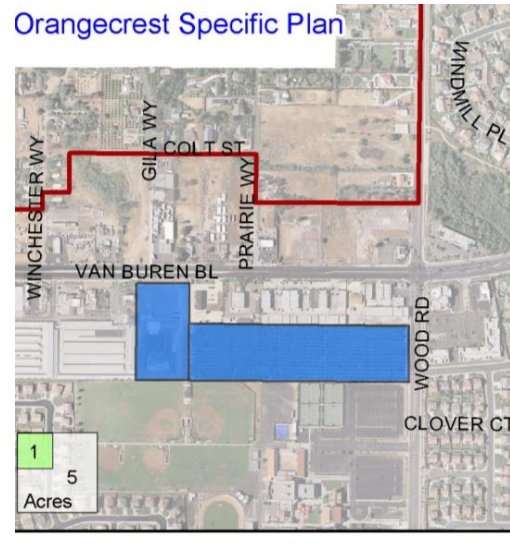 Orangecrest Specific Plan
WINDMILL PL
GILA WY
COLT ST
WINCHESTER WY
PRAIRIE WY
VAN BUREN BL
WOOD RD
CLOVER CT
1
5
Acres